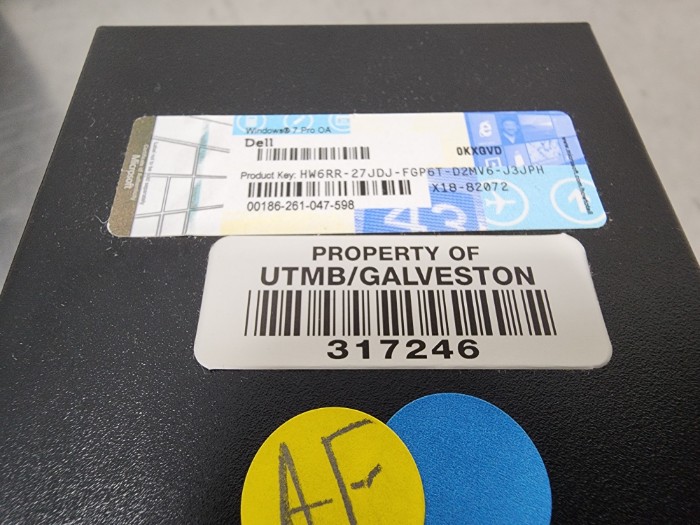 Windows® 7 Pro OA
Dell
0KXGVD
Product Key: HW6RR-27JDJ-FGP6T-D2MV6-J3JPH
X18-82072
00186-261-047-598
Microsoft
PROPERTY OF
UTMB/GALVESTON
317246
AF